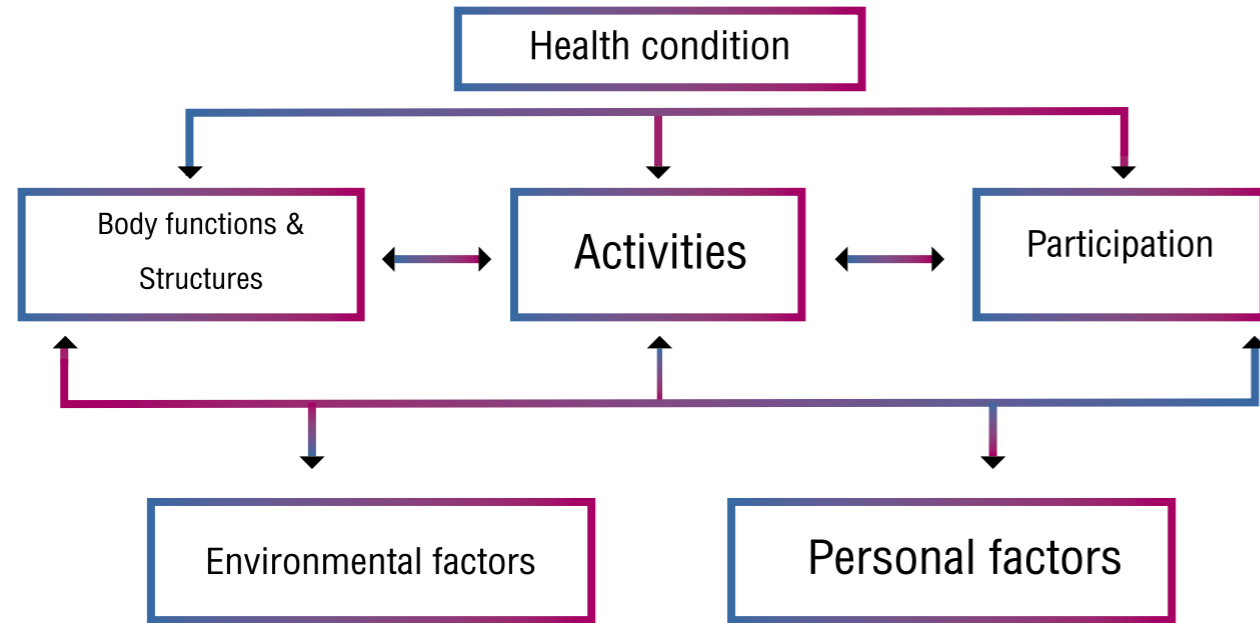 Health condition
Body functions &
Structures
Activities
Participation
Environmental factors
Personal factors